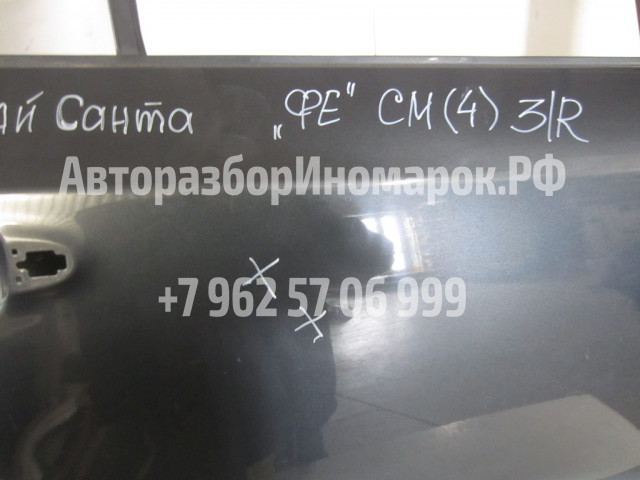 АЙ Санта „ФЕ" СМ(4) З/R
АвторазборИномарок.РФ
+7 962 57 06 999